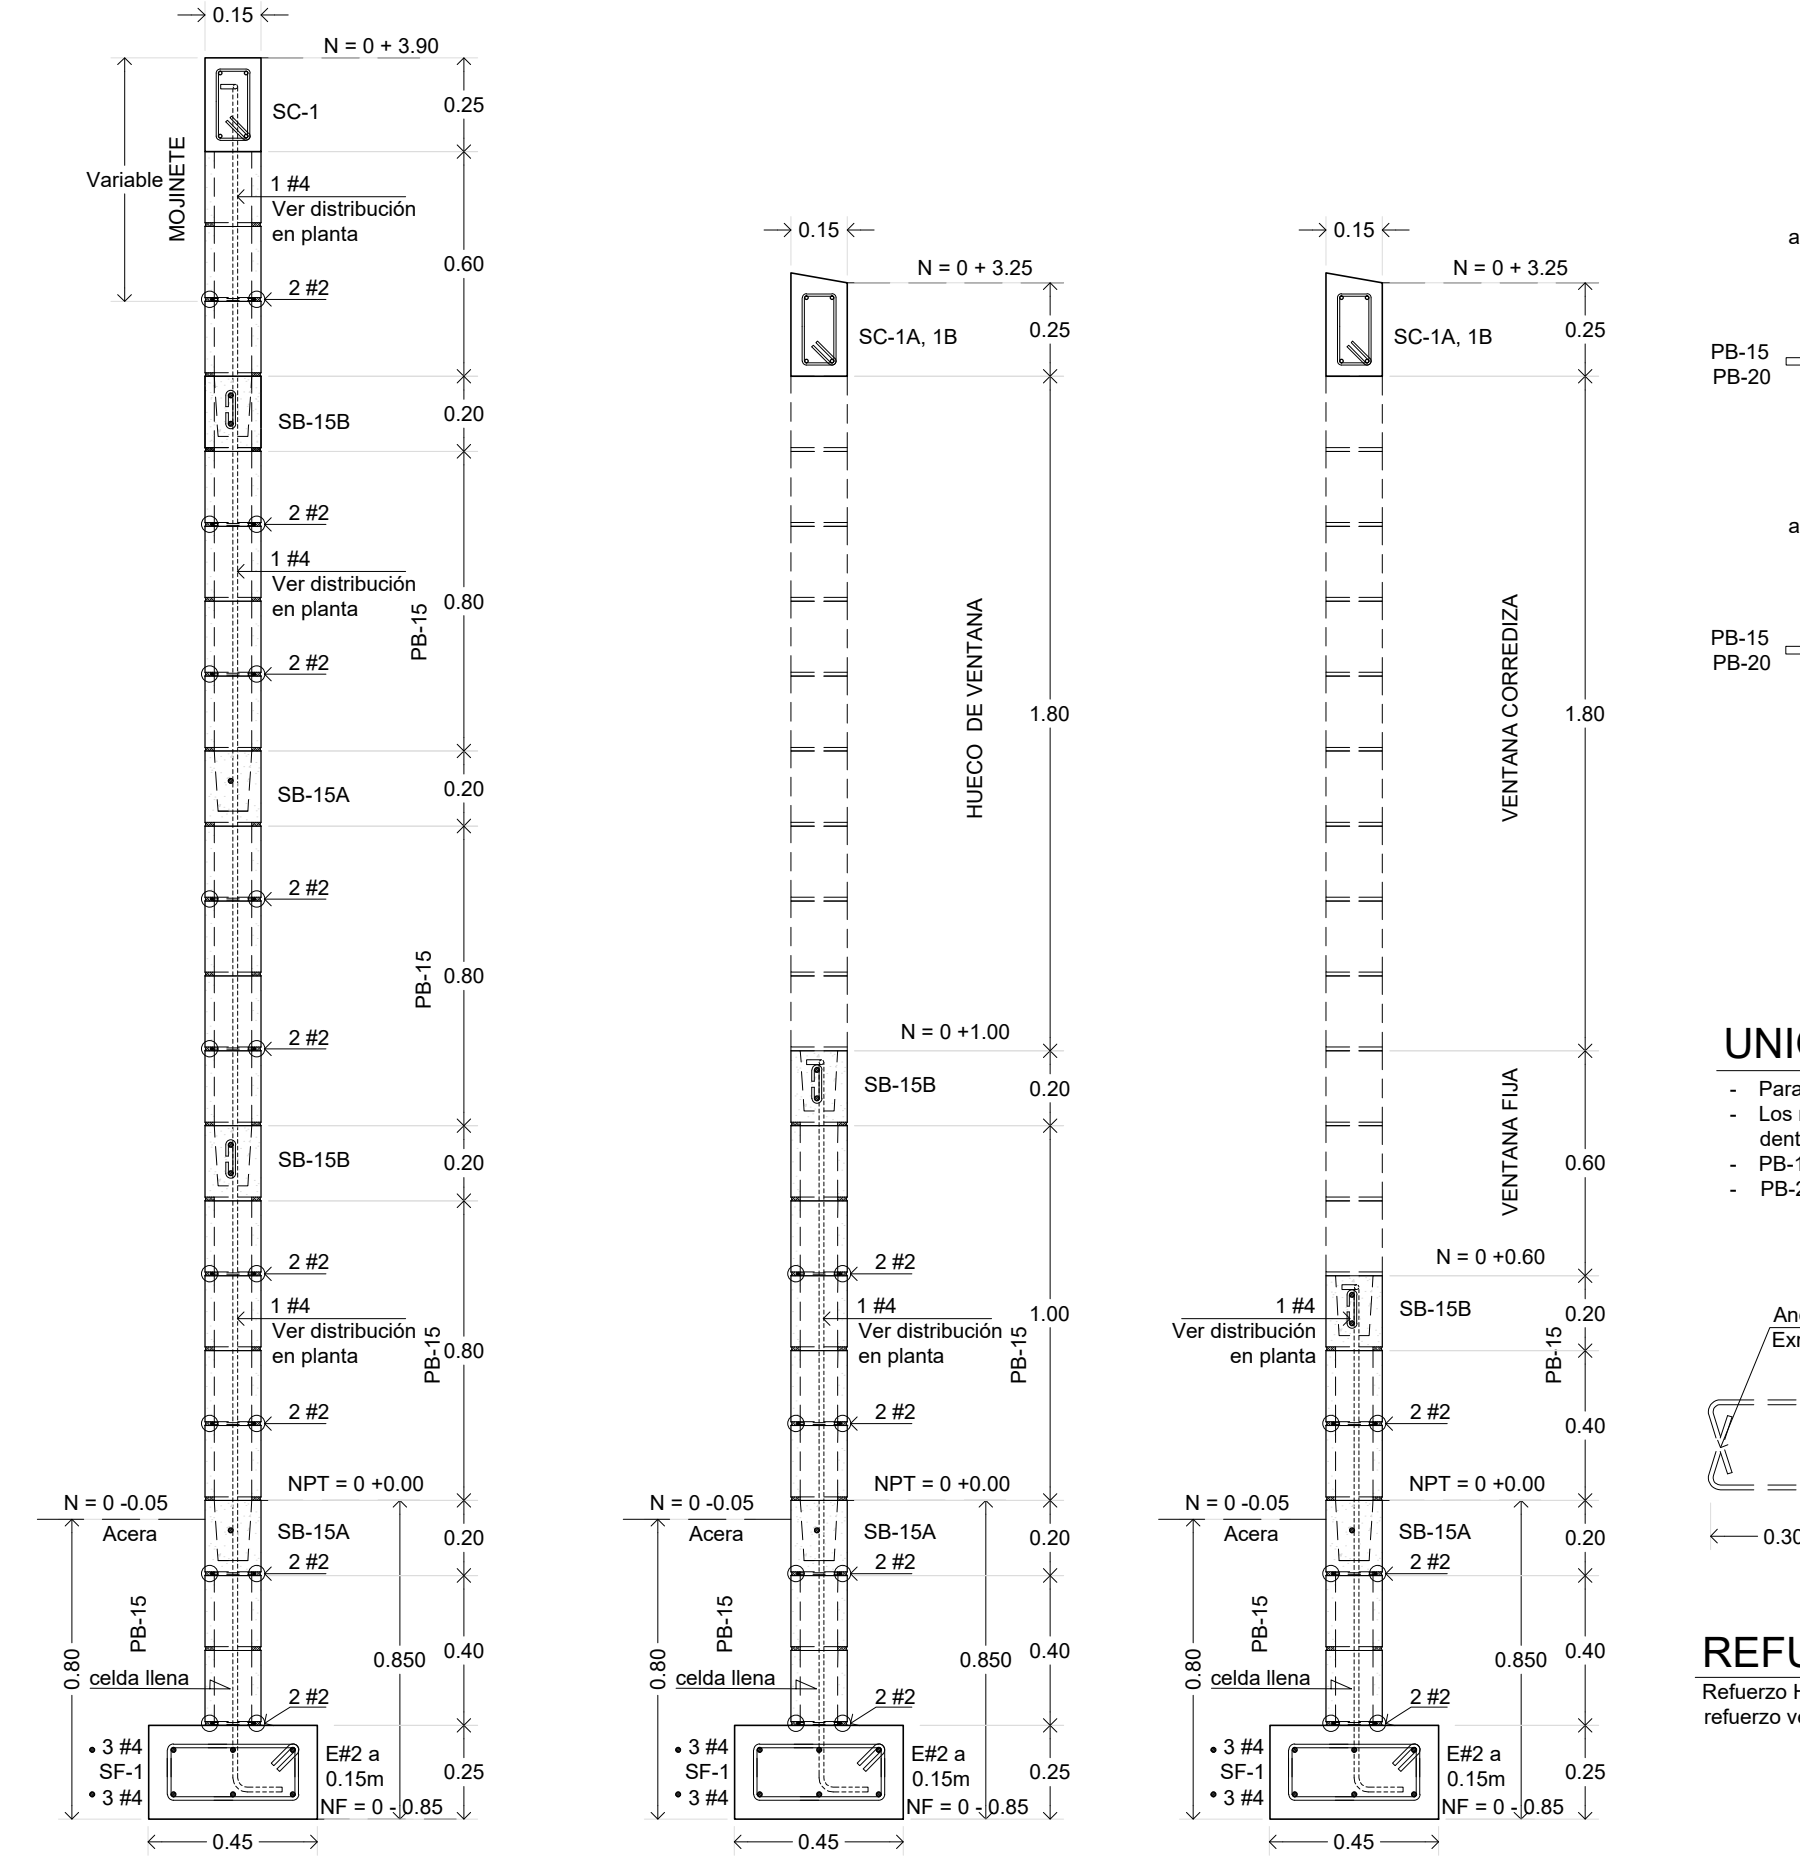 0.15
N = 0 + 3.90
SC-1
0.25
Variable
MOJINETE
1 #4
Ver distribución
en planta
0.60
2 #2
SB-15B
0.20
2 #2
1 #4
Ver distribución
en planta
PB-15
0.80
2 #2
SB-15A
0.20
2 #2
PB-15
0.80
2 #2
SB-15B
0.20
2 #2
1 #4
Ver distribución
en planta
PB-15
0.80
2 #2
NPT = 0 +0.00
N = 0 -0.05
Acera
SB-15A
0.20
2 #2
PB-15
0.80
celda llena
0.850
0.40
2 #2
3 #4
SF-1
3 #4
E#2 a
0.15m
NF = 0 - 0.85
0.25
0.45
0.15
N = 0 + 3.25
SC-1A, 1B
0.25
HUECO DE VENTANA
1.80
N = 0 +1.00
SB-15B
0.20
2 #2
1 #4
Ver distribución
en planta
PB-15
1.00
2 #2
NPT = 0 +0.00
N = 0 -0.05
Acera
SB-15A
0.20
2 #2
PB-15
0.80
celda llena
0.850
0.40
2 #2
3 #4
SF-1
3 #4
E#2 a
0.15m
NF = 0 - 0.85
0.25
0.45
0.15
N = 0 + 3.25
SC-1A, 1B
0.25
VENTANA CORREDIZA
1.80
VENTANA FIJA
0.60
N = 0 +0.60
1 #4
Ver distribución
en planta
SB-15B
0.20
PB-15
2 #2
0.40
NPT = 0 +0.00
N = 0 -0.05
Acera
SB-15A
0.20
2 #2
PB-15
0.80
celda llena
0.850
0.40
2 #2
3 #4
SF-1
3 #4
E#2 a
0.15m
NF = 0 - 0.85
0.25
0.45
a
PB-15
PB-20
a
PB-15
PB-20
- Para
- Los
-
-
0.30
Refuerzo
refuerzo